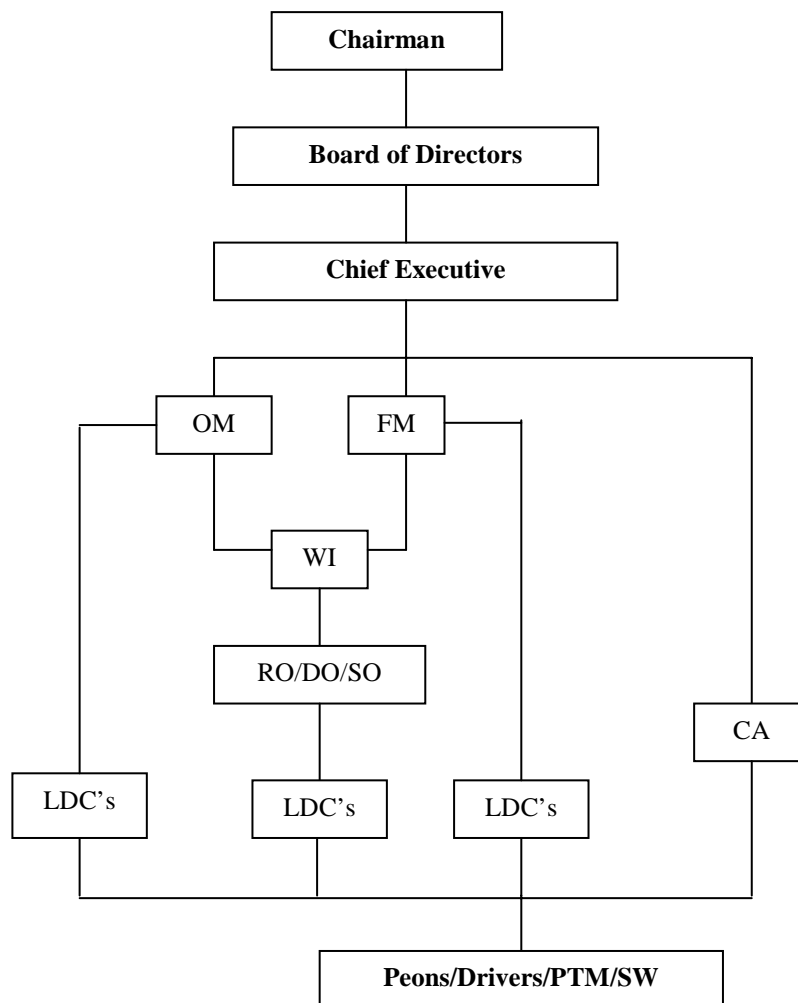 Chairman
Board of Directors
Chief Executive
OM
FM
WI
RO/DO/SO
CA
LDC’s
LDC’s
LDC’s
Peons/Drivers/PTM/SW